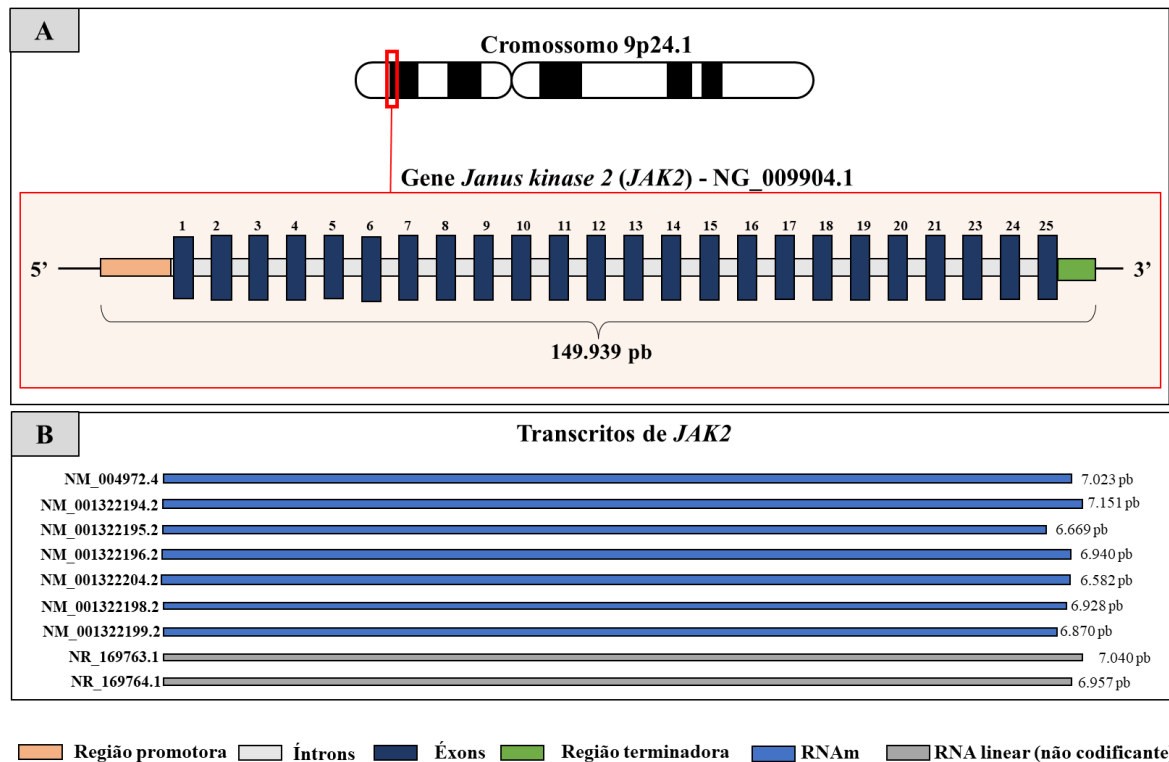 A
Cromossomo 9p24.1
Gene Janus kinase 2 (JAK2) - NG_009904.1
1 2 3 4 5 6 7 8 9 10 11 12 13 14 15 16 17 18 19 20 21 23 24 25
5’ 3’
149.939 pb
B
Transcritos de JAK2
NM_004972.4 7.023 pb
NM_001322194.2 7.151 pb
NM_001322195.2 6.669 pb
NM_001322196.2 6.940 pb
NM_001322204.2 6.582 pb
NM_001322198.2 6.928 pb
NM_001322199.2 6.870 pb
NR_169763.1 7.040 pb
NR_169764.1 6.957 pb
Região promotora Íntrons Éxons Região terminadora RNAm RNA linear (não codificante)